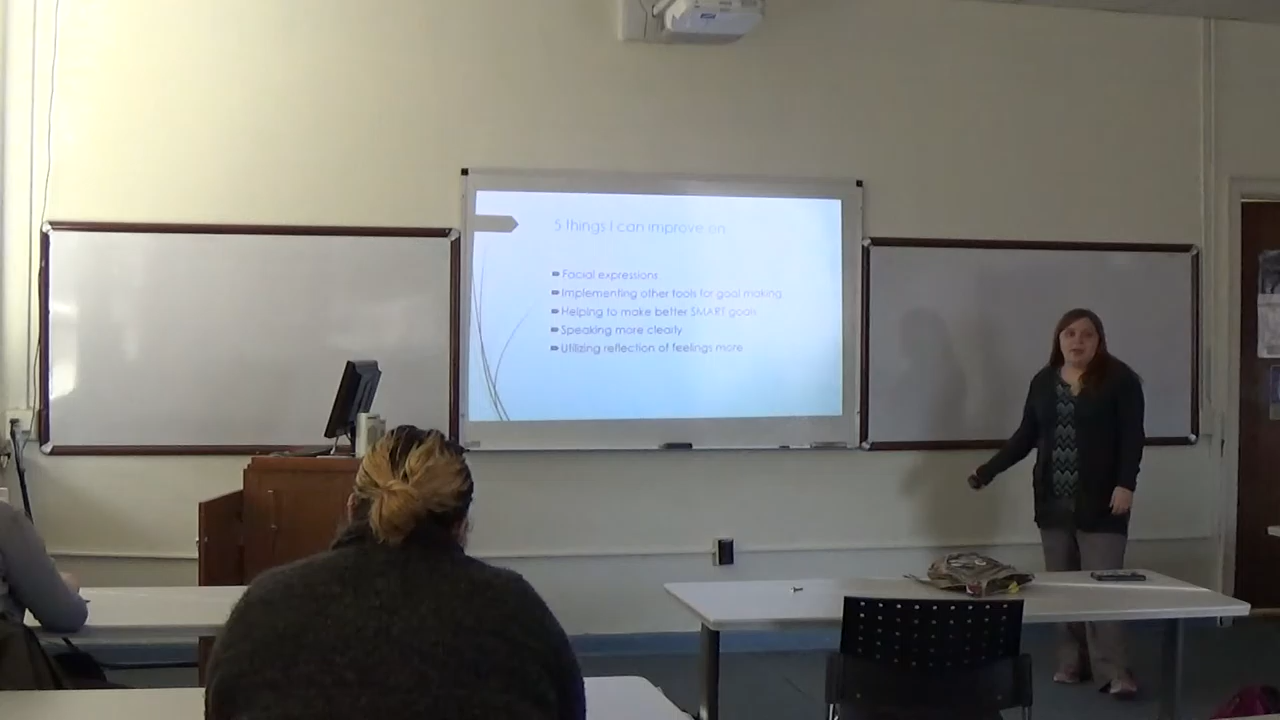 5 things I can improve on
Facial expressions
Implementing other tools for goal making
Helping to make better SMART goals
Speaking more clearly
Utilizing reflection of feelings more